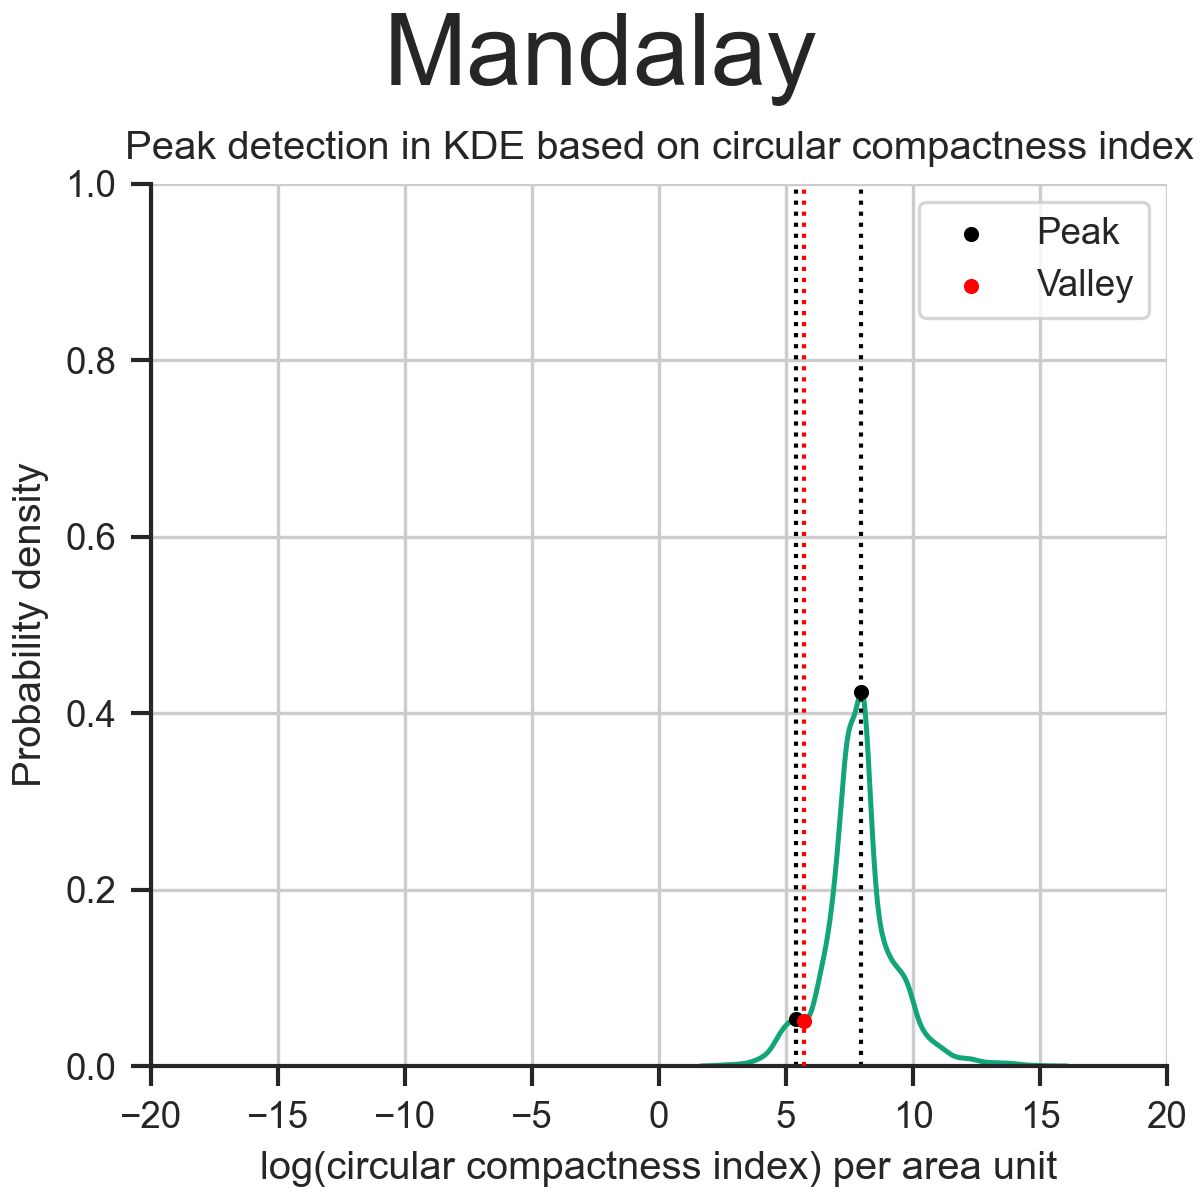 Mandalay
Peak detection in KDE based on circular compactness index
1.0
0.8
0.6
0.4
0.2
0.0
Probability density
Peak
Valley
−20
−15
−10
−5
0
5
10
15
20
log(circular compactness index) per area unit